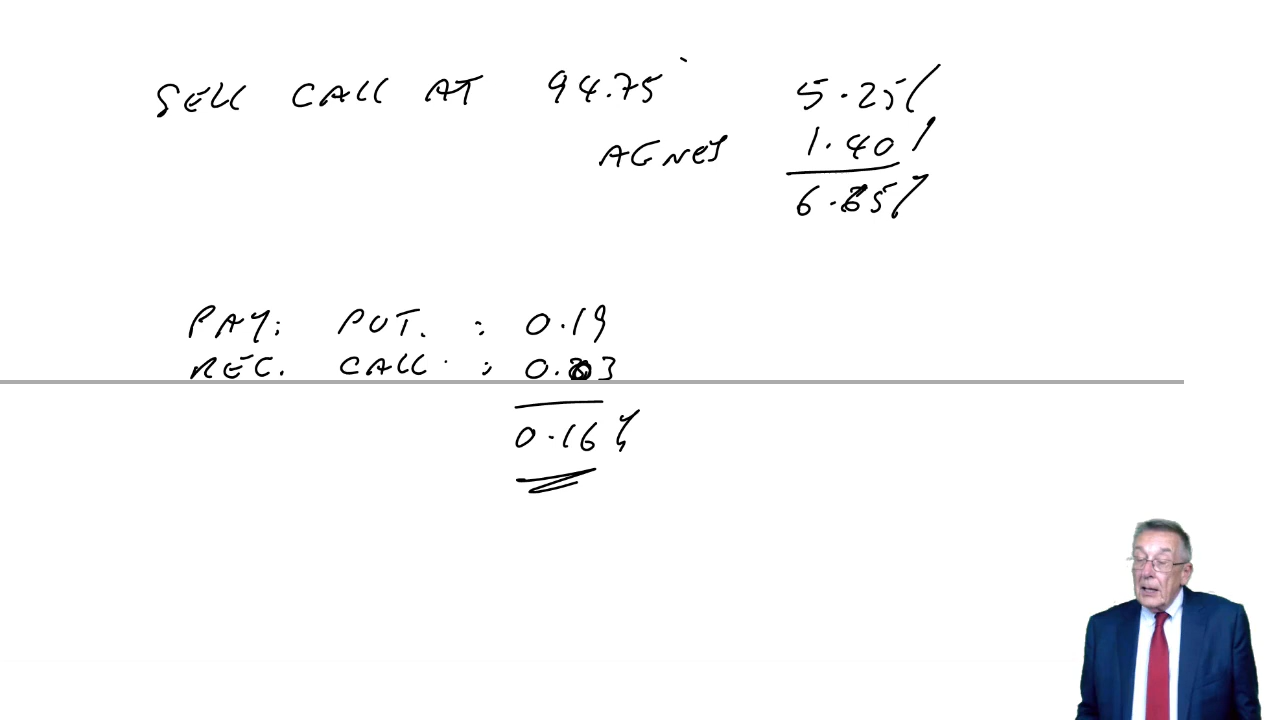 SELL CALL AT 94.75 5.25%
AGNES 1.40%
6.65%
PAY: PUT. : 0.19
REC. CALL : 0.03
0.16%